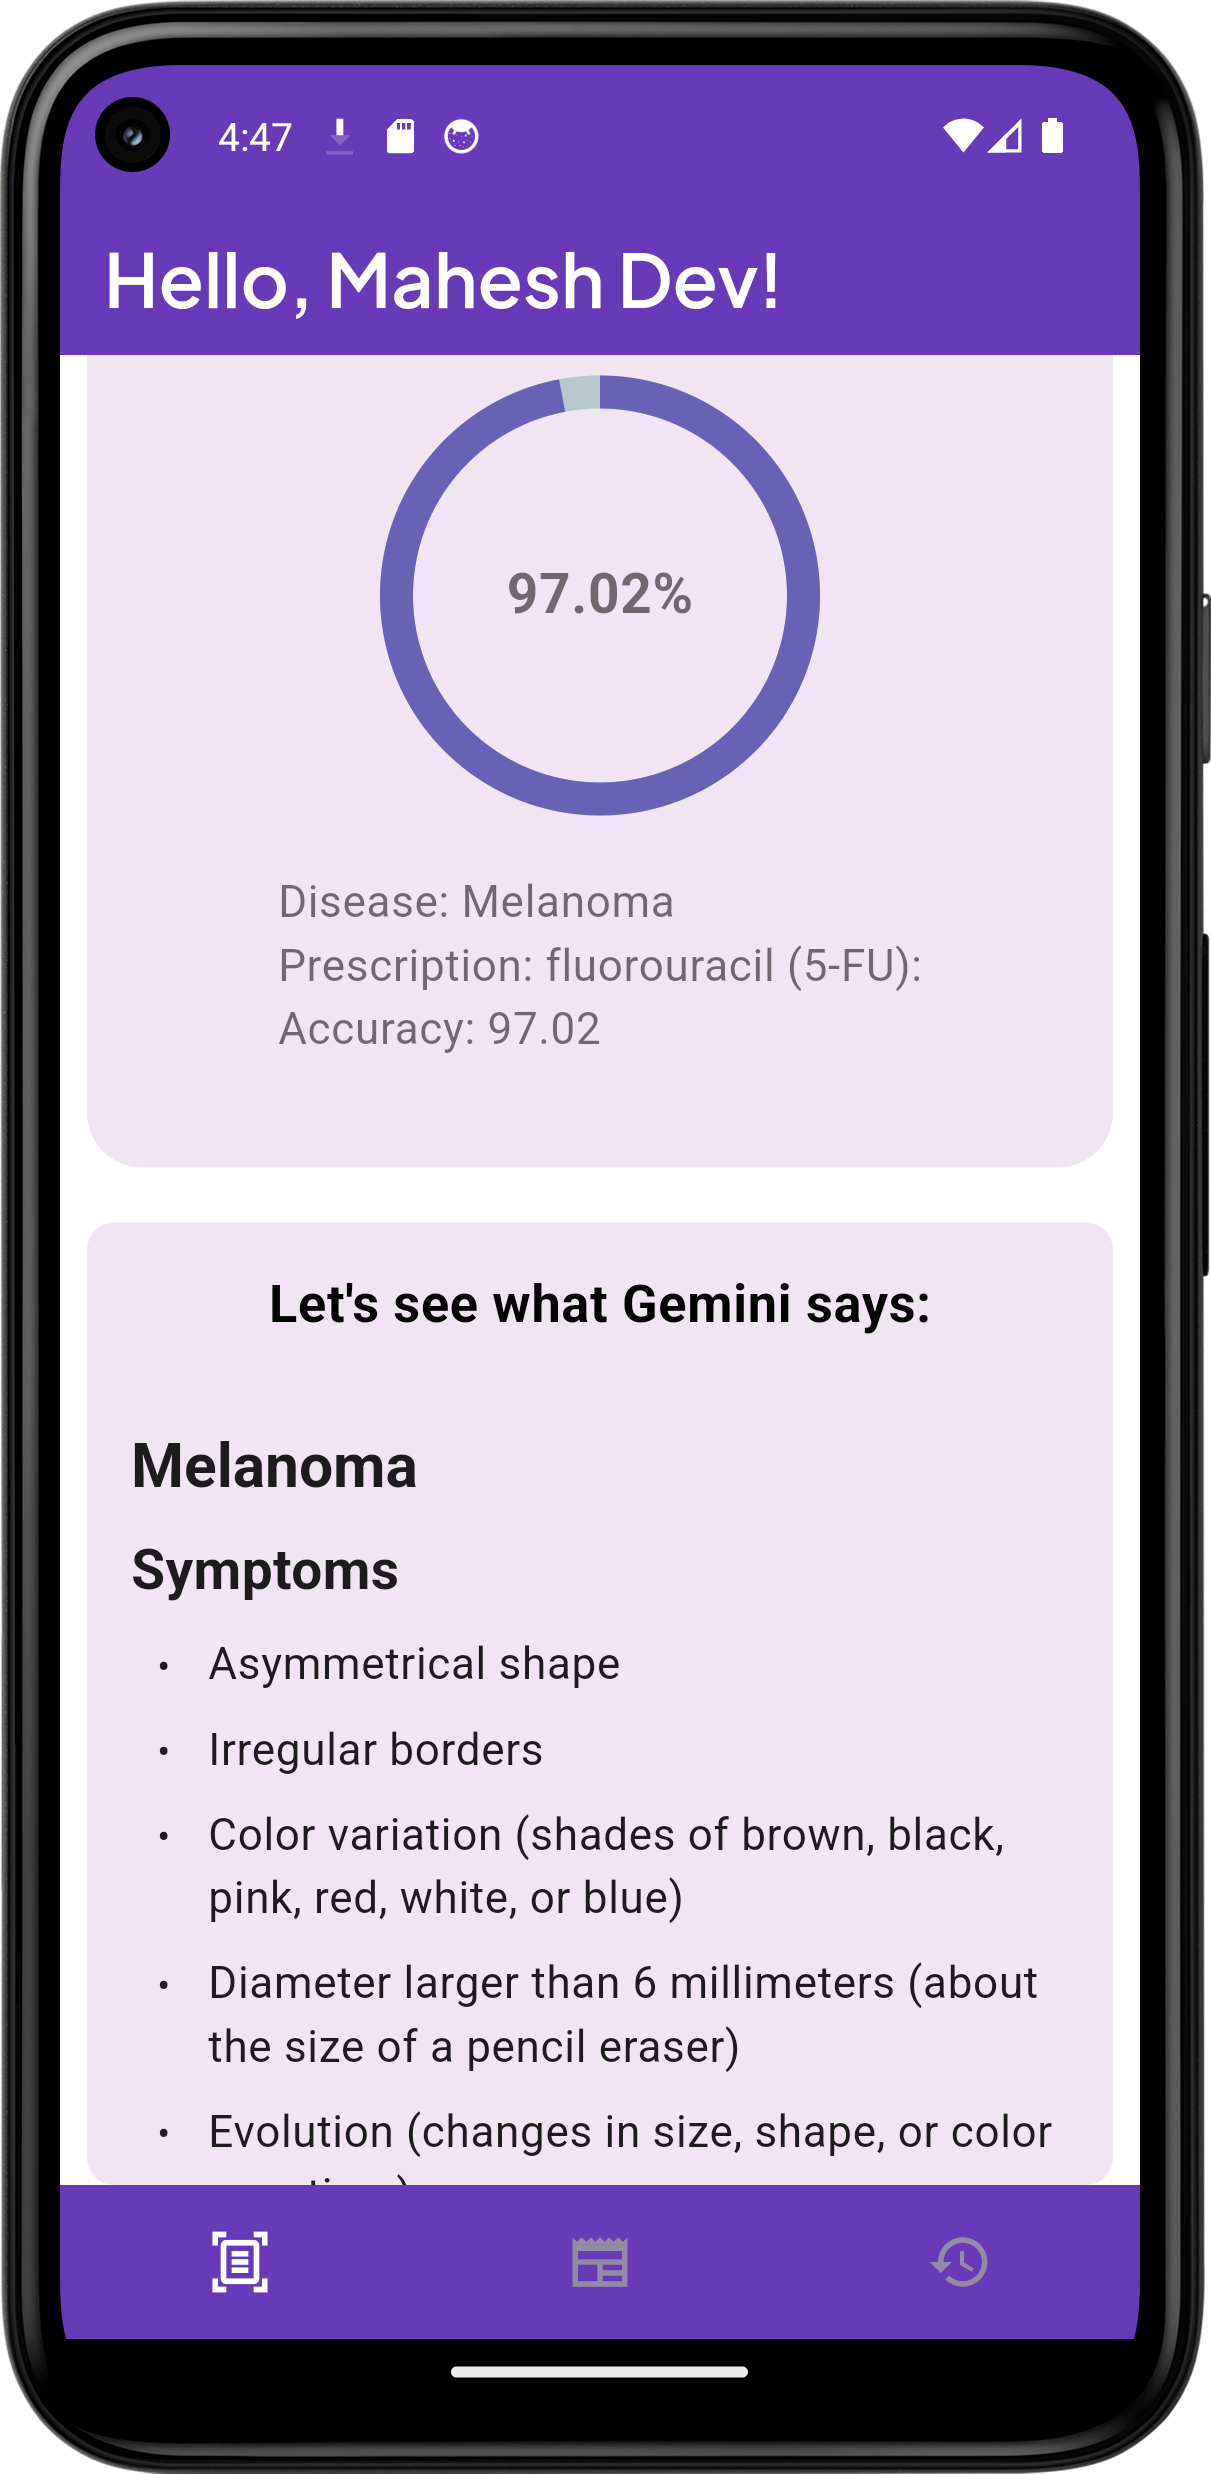 4:47
Hello, Mahesh Dev!
97.02%
Disease: Melanoma
Prescription: fluorouracil (5-FU):
Accuracy: 97.02
Let's see what Gemini says:
Melanoma
Symptoms
• Asymmetrical shape
• Irregular borders
• Color variation (shades of brown, black,
pink, red, white, or blue)
• Diameter larger than 6 millimeters (about
the size of a pencil eraser)
• Evolution (changes in size, shape, or color